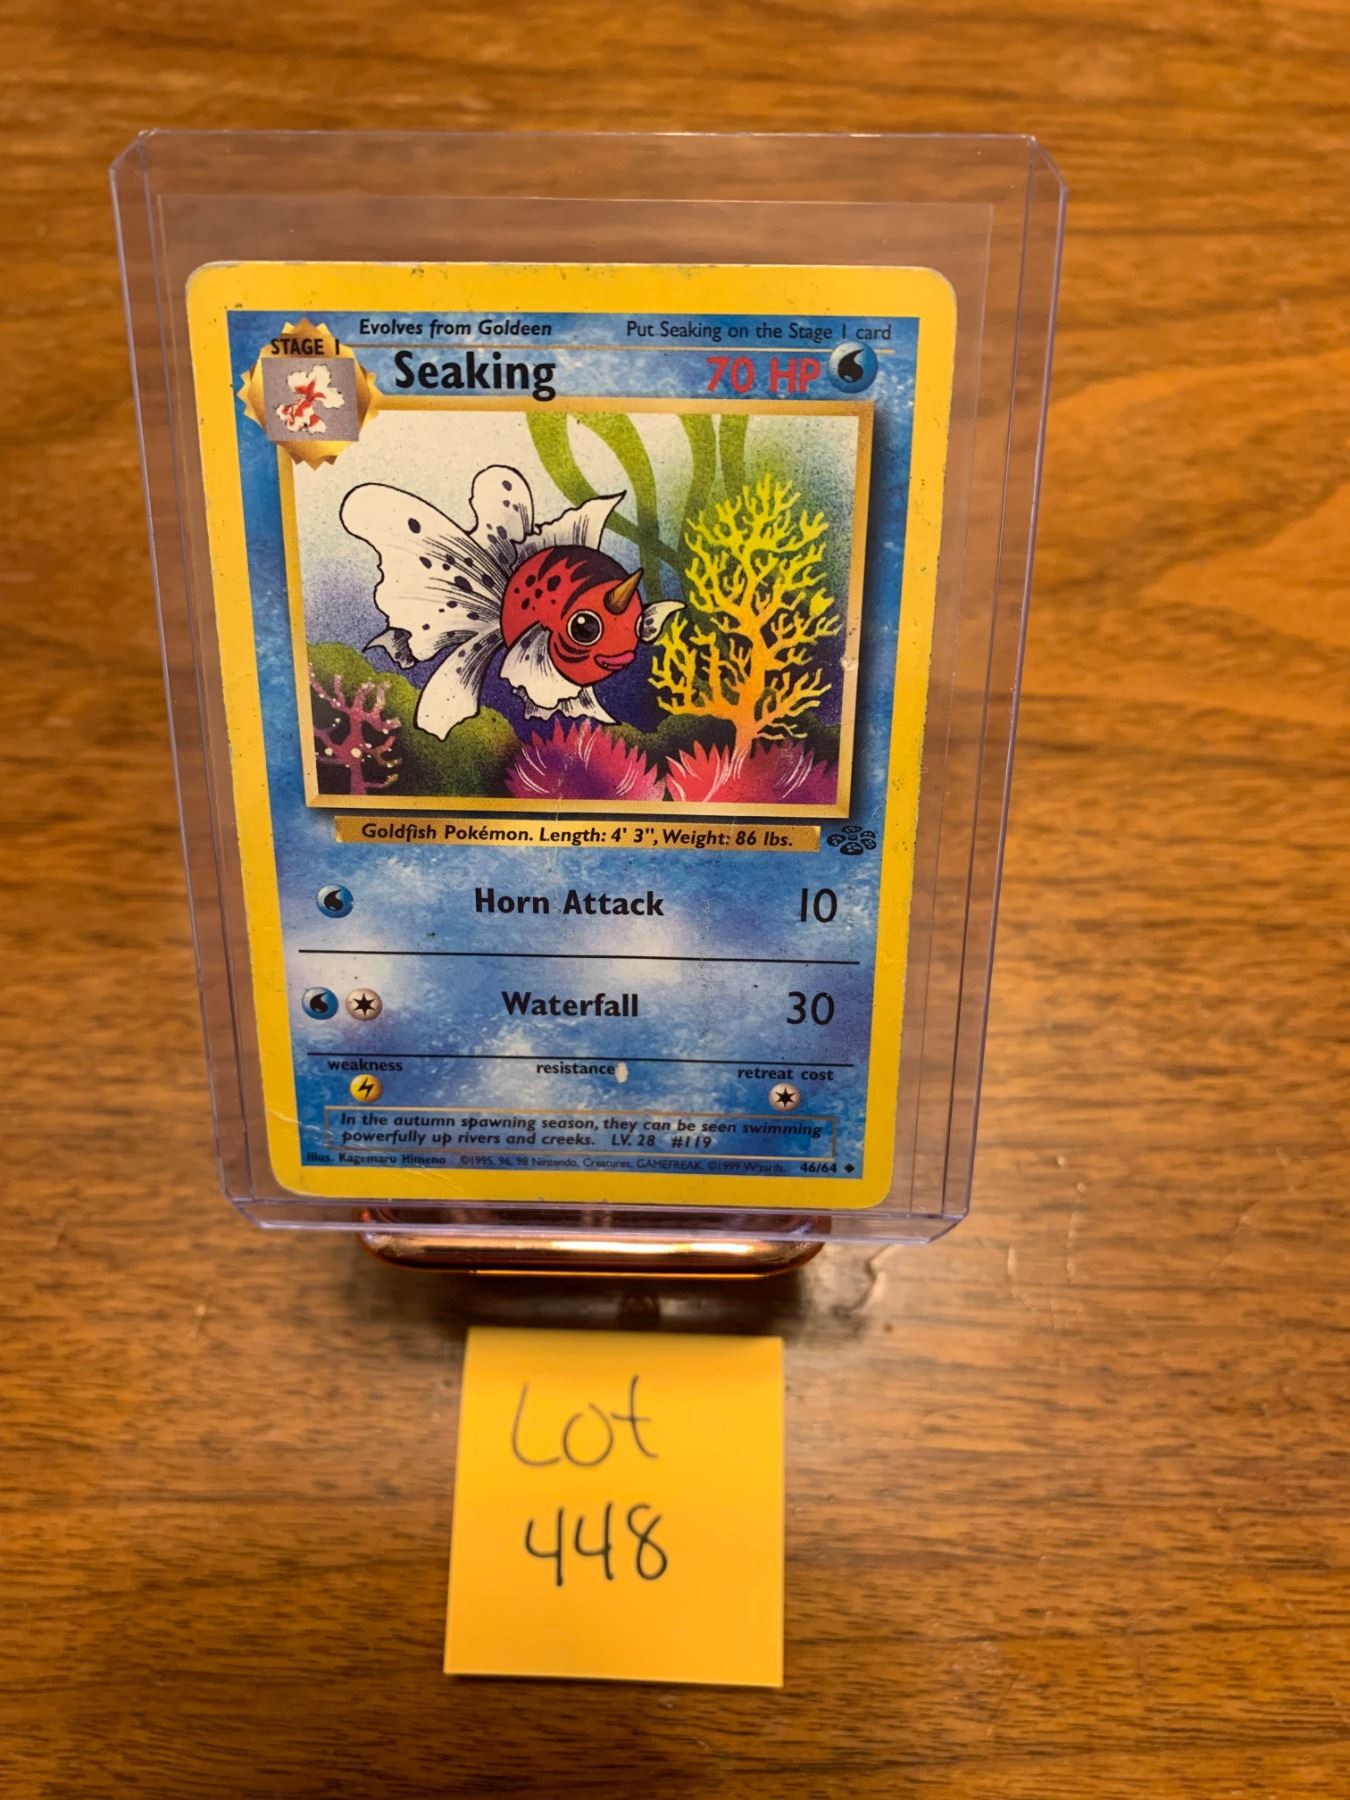 Evolves from Goldeen Put Seaking on the Stage 1 card
STAGE 1
Seaking 70 HP
Goldfish Pokémon. Length: 4' 3", Weight: 86 lbs.
Horn Attack 10
Waterfall 30
weakness resistance retreat cost
In the autumn spawning season, they can be seen swimming
powerfully up rivers and creeks. LV. 28 #119
Illus. Kagemaru Himeno ©1995, 96, 98 Nintendo, Creatures, GAMEFREAK. ©1999 Wizards. 46/64
Lot
448